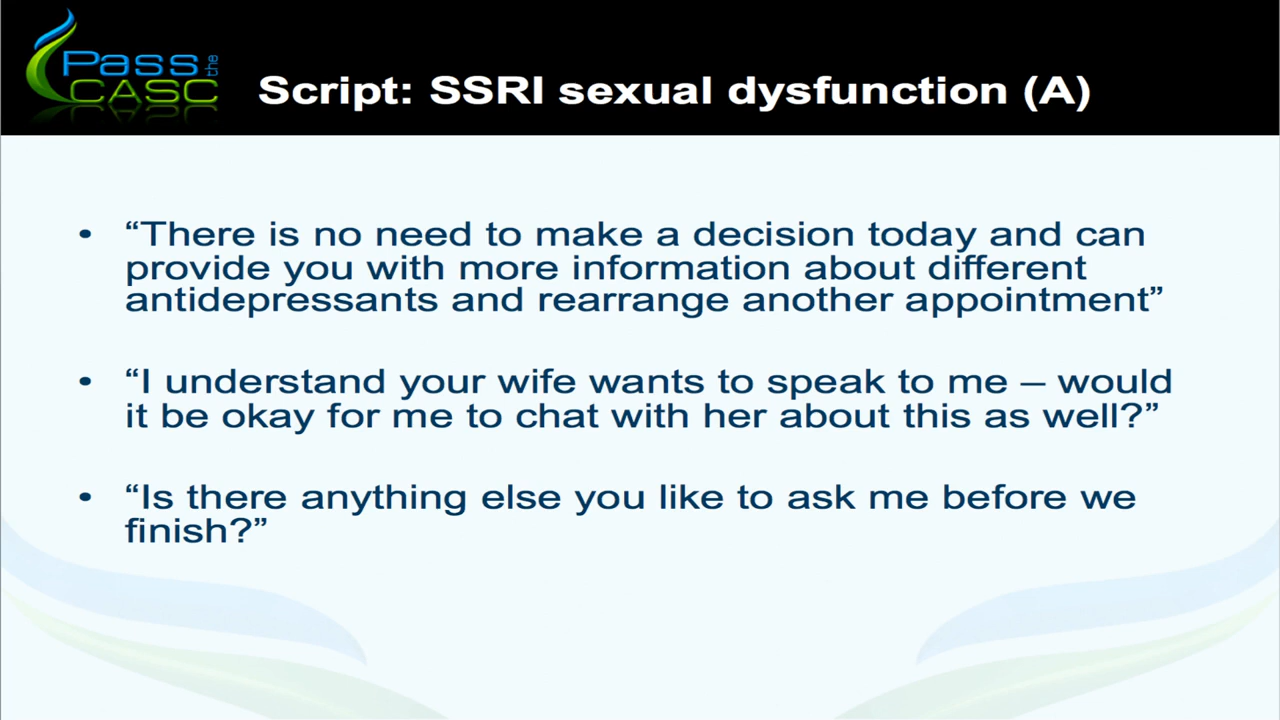 Pass the
CASC
Script: SSRI sexual dysfunction (A)
• “There is no need to make a decision today and can
provide you with more information about different
antidepressants and rearrange another appointment”
• “I understand your wife wants to speak to me – would
it be okay for me to chat with her about this as well?”
• “Is there anything else you like to ask me before we
finish?”